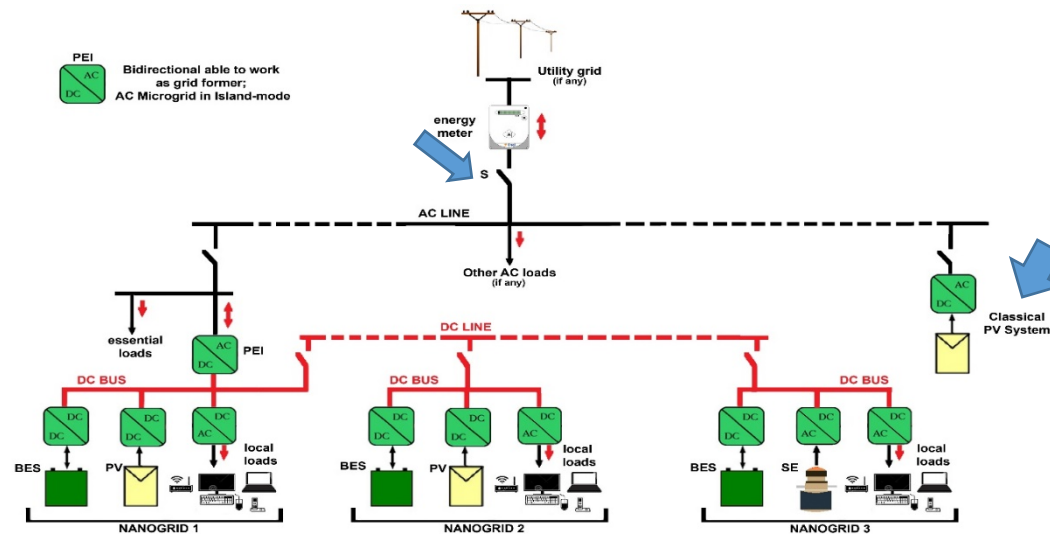 PEI
AC
DC
Bidirectional able to work
as grid former;
AC Microgrid in Island-mode
Utility grid
(if any)
energy
meter
S
AC LINE
Other AC loads
(if any)
AC
DC
Classical
PV System
essential
loads
AC
DC
PEI
DC LINE
DC BUS
DC BUS
DC BUS
DC
DC
DC
DC
DC
AC
DC
DC
DC
DC
DC
AC
DC
DC
DC
AC
DC
AC
BES
PV
local
loads
BES
PV
local
loads
BES
SE
local
loads
NANOGRID 1
NANOGRID 2
NANOGRID 3